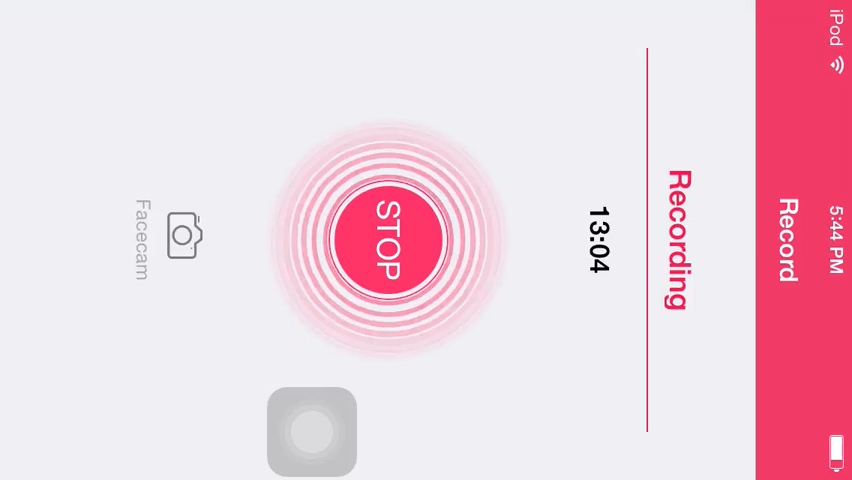 iPod 5:44 PM
Record
Recording
13:04
STOP
Facecam